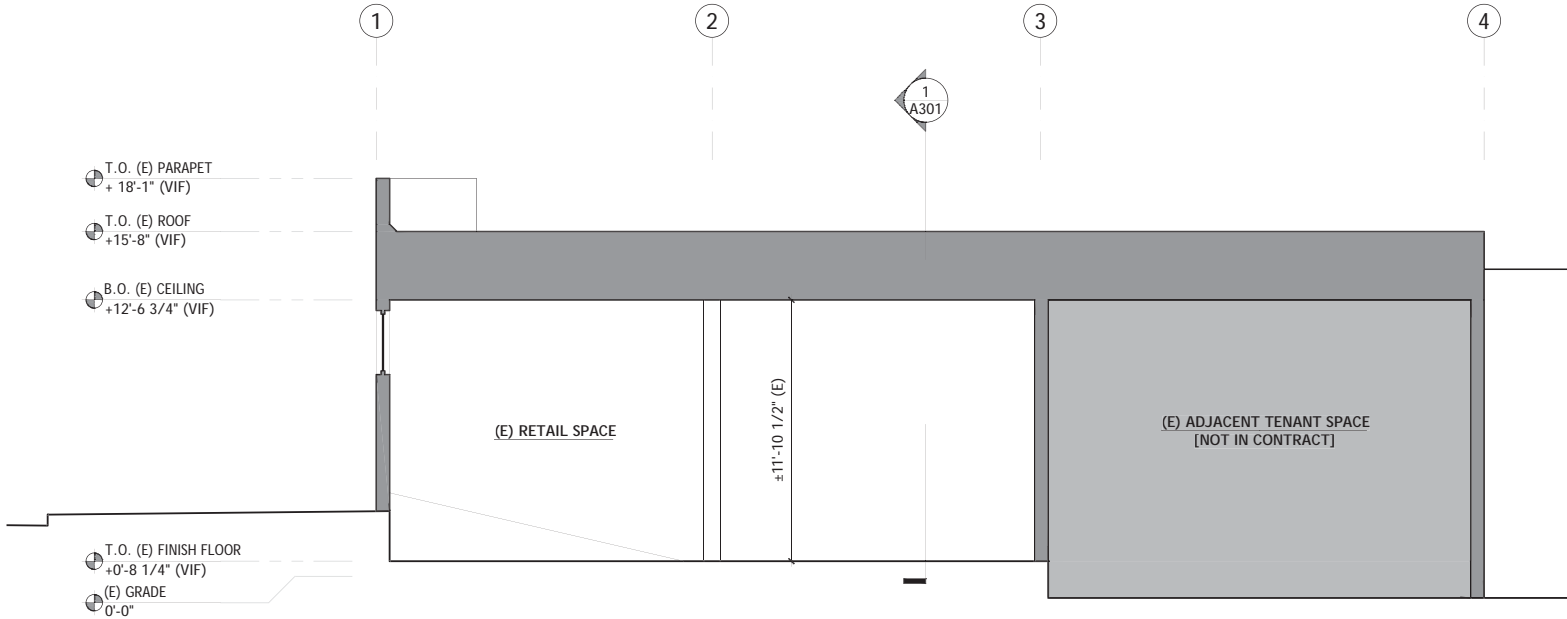 1
2
3
4
1
A301
T.O. (E) PARAPET
+ 18'-1" (VIF)
T.O. (E) ROOF
+15'-8" (VIF)
B.O. (E) CEILING
+12'-6 3/4" (VIF)
(E) RETAIL SPACE
±11'-10 1/2" (E)
(E) ADJACENT TENANT SPACE
[NOT IN CONTRACT]
T.O. (E) FINISH FLOOR
+0'-8 1/4" (VIF)
(E) GRADE
0'-0"